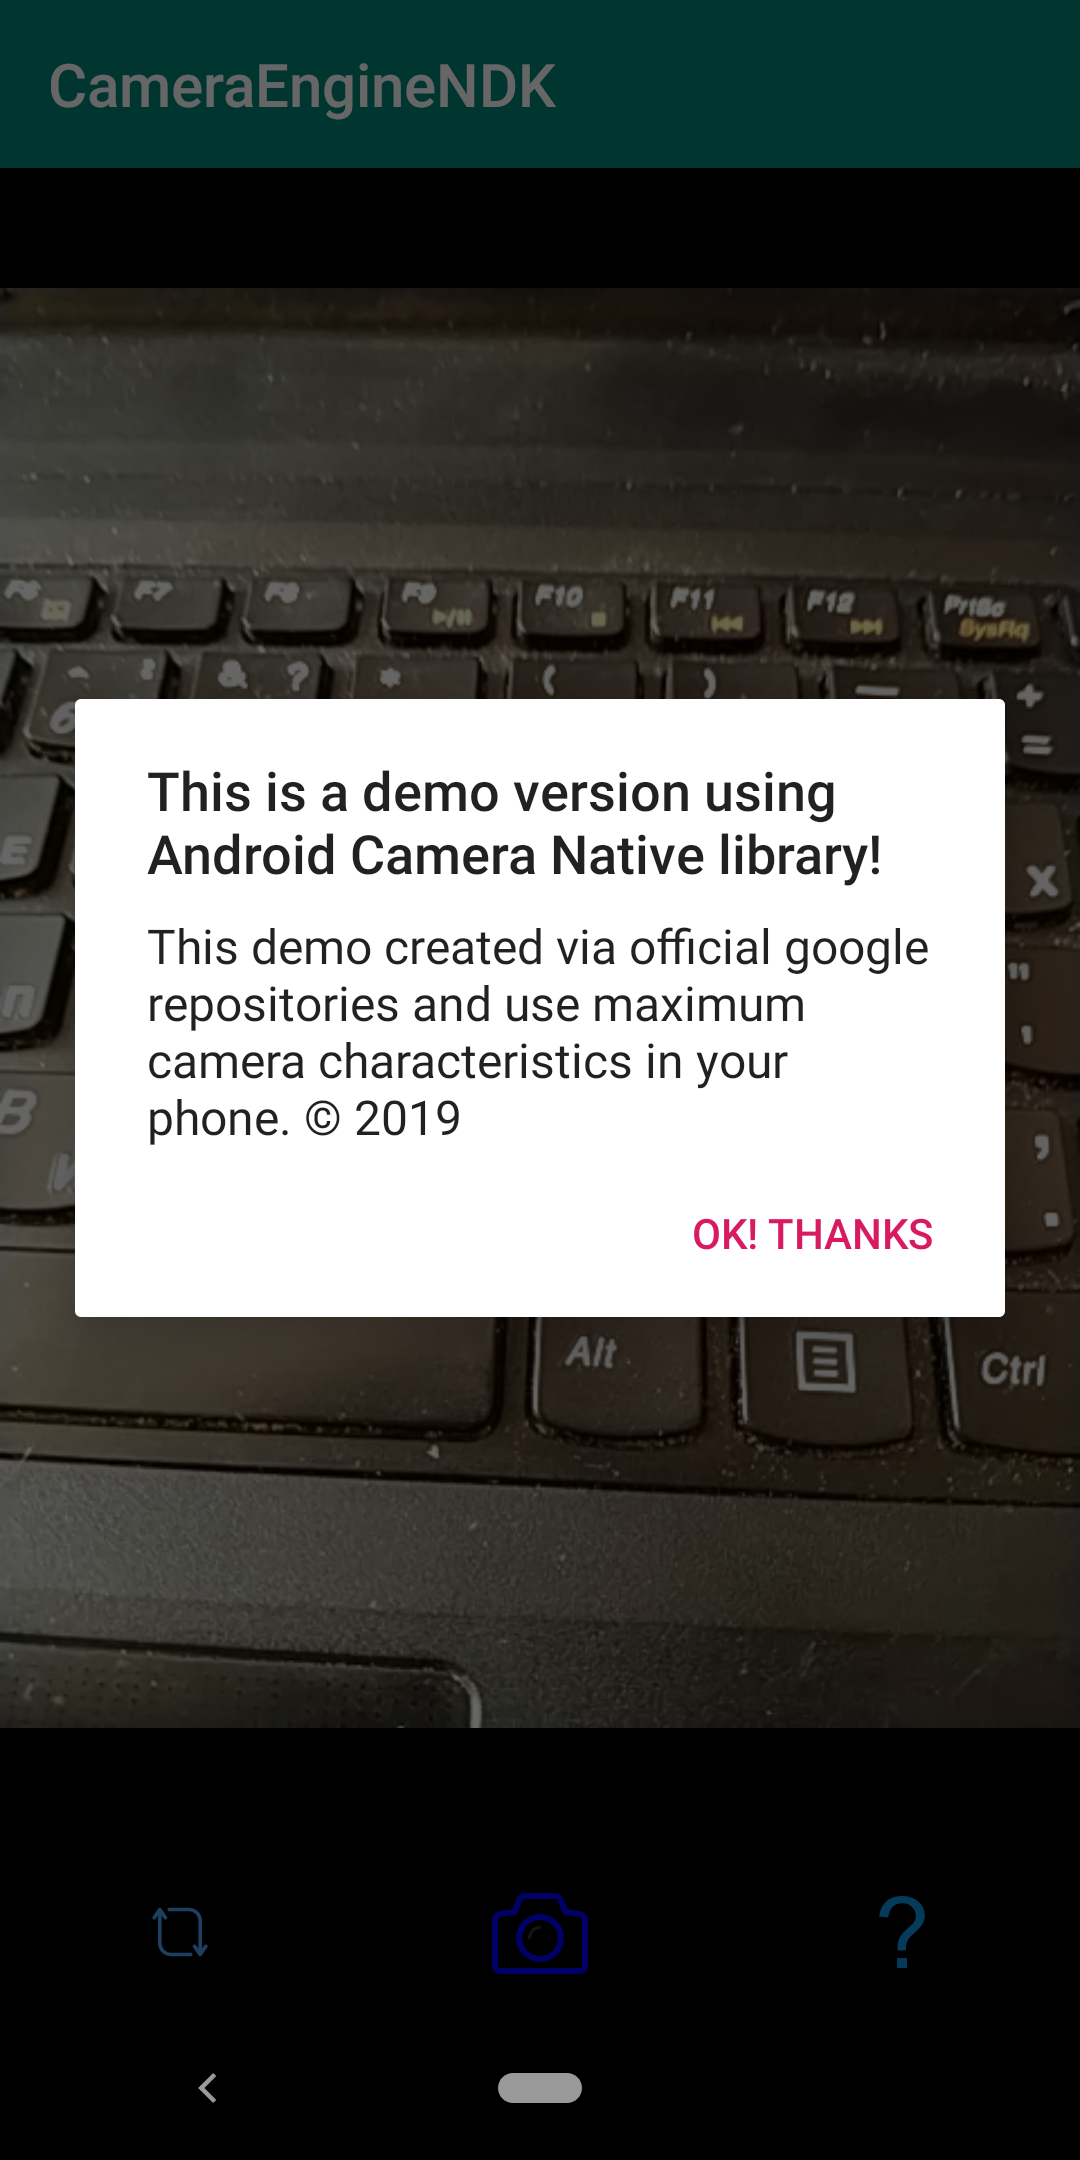 CameraEngineNDK
F6 F7 F8 F9 F10 F11 F12 PrtSc
SysRq
^ : & ? * ( ) — +
6 =
This is a demo version using
Android Camera Native library!
E X
This demo created via official google
repositories and use maximum
camera characteristics in your
phone. © 2019
n " '
B , .
OK! THANKS
Alt Ctrl
?